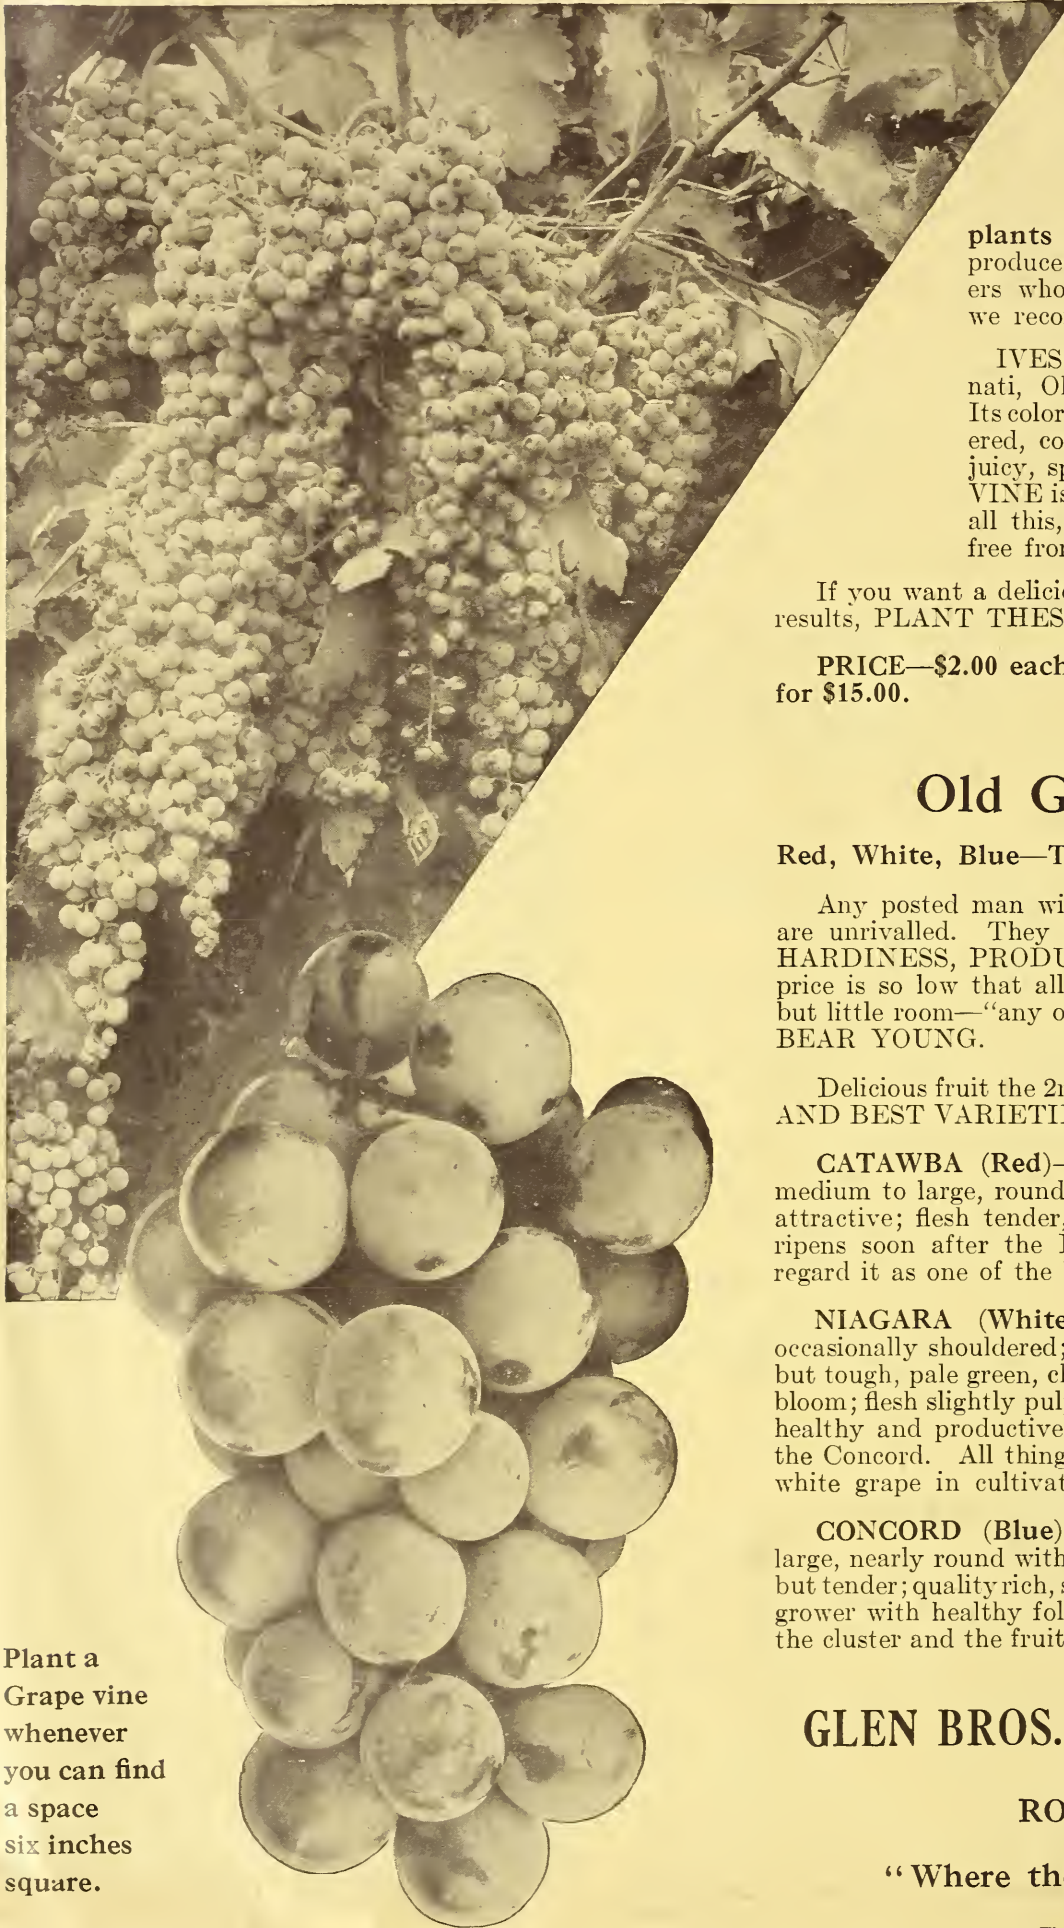 plants
produce
ers who
we reco
IVES
nati, Ol
Its color
ered, co
juicy, sp
VINE is
all this,
free from
If you want a delicio
results, PLANT THES
PRICE—$2.00 each
for $15.00.
Old G
Red, White, Blue—T
Any posted man wi
are unrivalled. They
HARDINESS, PRODU
price is so low that all
but little room—“any o
BEAR YOUNG.
Delicious fruit the 2n
AND BEST VARIETI
CATAWBA (Red)—
medium to large, round
attractive; flesh tender,
ripens soon after the
regard it as one of the
NIAGARA (White
occasionally shouldered;
but tough, pale green, cl
bloom; flesh slightly pul
healthy and productive
the Concord. All thing
white grape in cultivat
CONCORD (Blue)
large, nearly round with
but tender; quality rich, s
grower with healthy fol
the cluster and the fruit
Plant a
Grape vine
whenever
you can find
a space
six inches
square.
GLEN BROS.
RO
“Where the